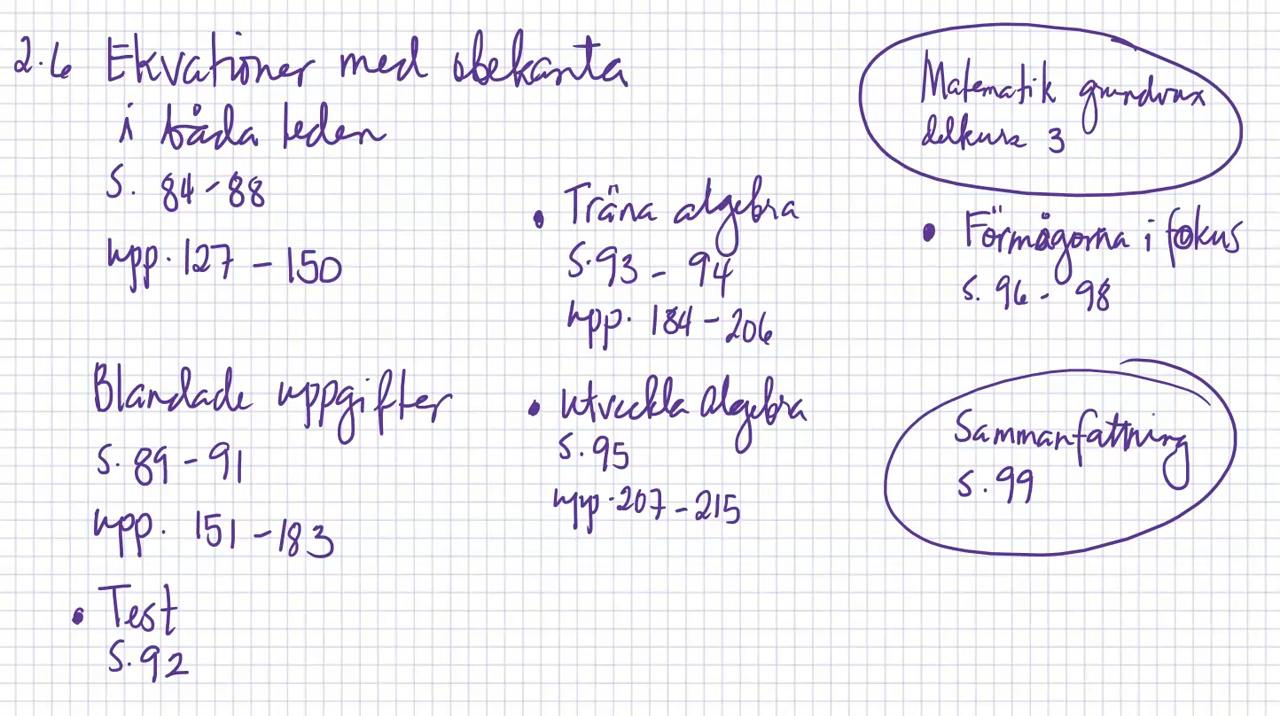 2.6 Ekvationer med obekanta
i båda leden
S. 84-88
upp. 127 - 150
Blandade uppgifter
S. 89 - 91
upp. 151 - 183
• Test
S. 92
• Träna algebra
S. 93 - 94
upp. 184 - 206
• Utveckla algebra
S. 95
upp. 207 - 215
Matematik grundvux
delkurs 3
• Förmågorna i fokus
S. 96 - 98
Sammanfattning
S. 99